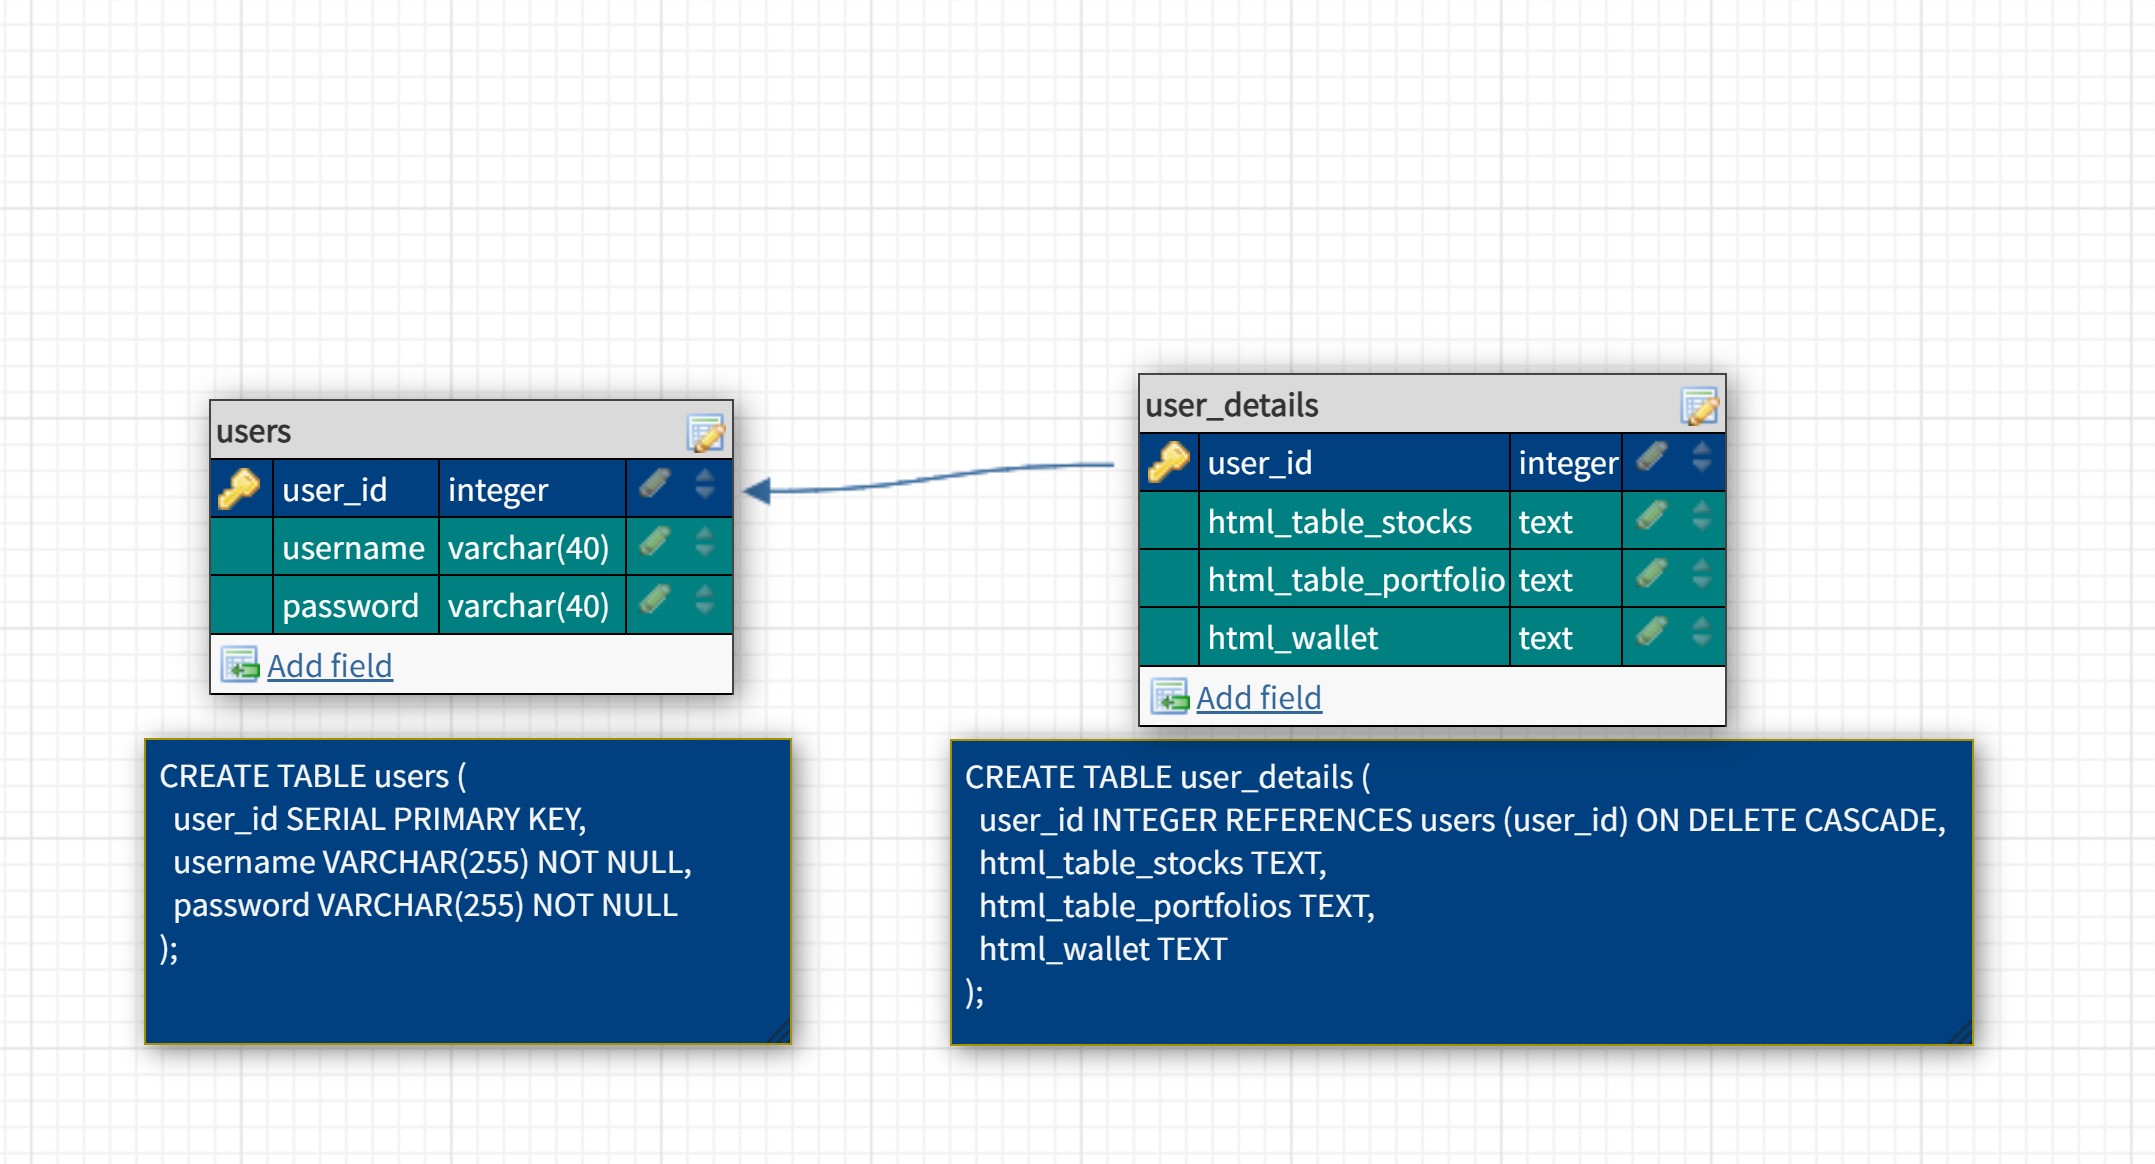 users
user_id integer
username varchar(40)
password varchar(40)
Add field
user_details
user_id integer
html_table_stocks text
html_table_portfolio text
html_wallet text
Add field
CREATE TABLE users (
user_id SERIAL PRIMARY KEY,
username VARCHAR(255) NOT NULL,
password VARCHAR(255) NOT NULL
);
CREATE TABLE user_details (
user_id INTEGER REFERENCES users (user_id) ON DELETE CASCADE,
html_table_stocks TEXT,
html_table_portfolios TEXT,
html_wallet TEXT
);